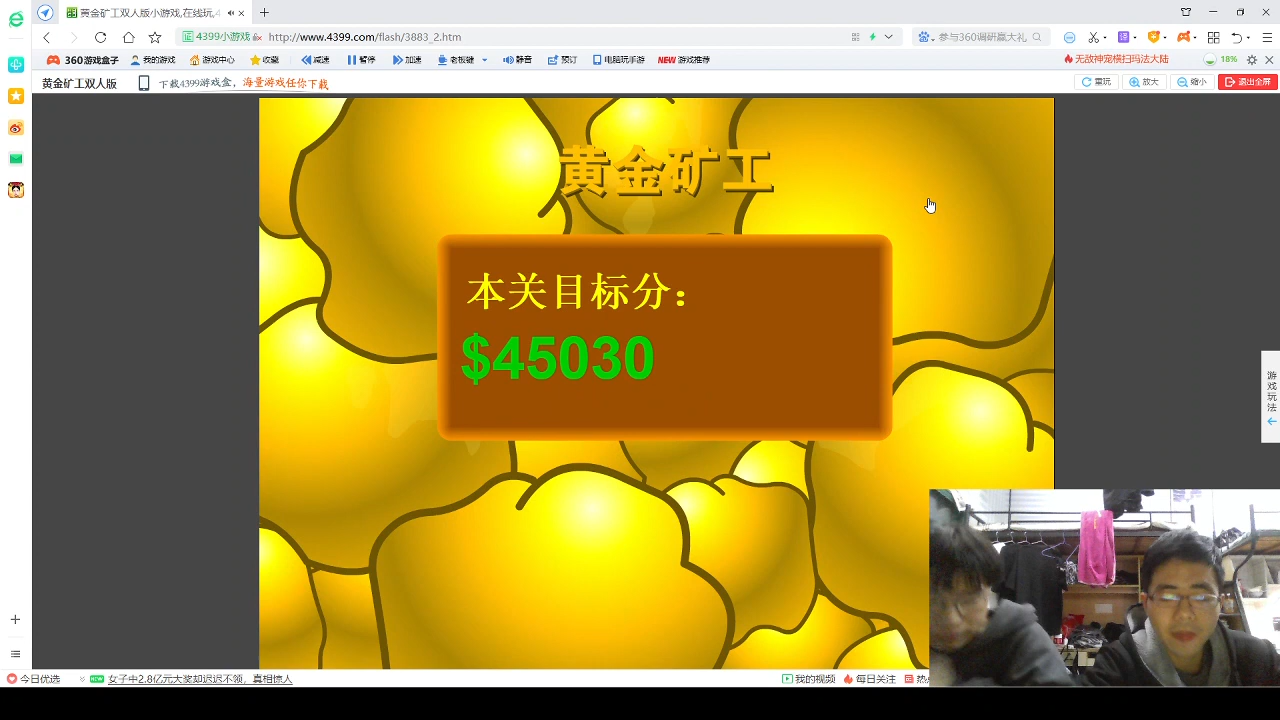 黄金矿工双人版小游戏,在线玩,4
4399小游戏
http://www.4399.com/flash/3883_2.htm
参与360调研赢大礼
360游戏盒子
我的游戏
游戏中心
收藏
减速
暂停
加速
老板键
静音
预订
电脑玩手游
NEW 游戏推荐
无敌神宠横扫玛法大陆
18%
黄金矿工双人版
下载4399游戏盒，海量游戏任你下载
重玩
放大
缩小
退出全屏
黄金矿工
本关目标分：
$45030
游戏玩法
今日优选
NEW
女子中2.8亿元大奖却迟迟不领，真相惊人
我的视频
每日关注
热